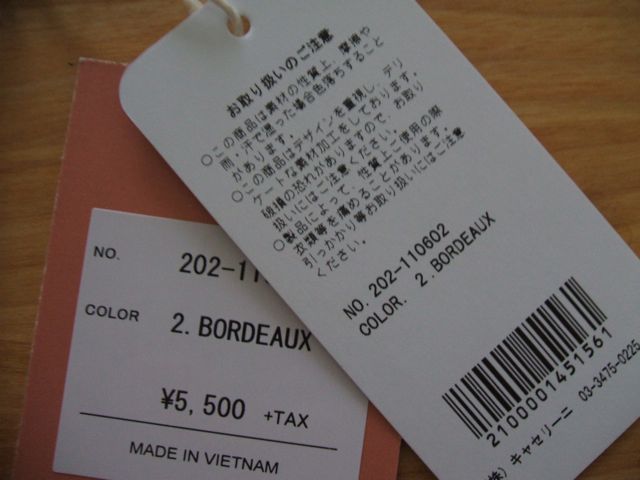 お取り扱いのご注意
○この商品は素材の性質上、摩擦や
雨、汗で湿った場合色落ちすること
があります。
○この商品はデザインを重視し、デリ
ケートな素材加工をしております。
破損の恐れがありますので、お取り
扱いにはご注意ください。
○製品によって、性質上ご使用の際
衣類等を痛めることがあります。
引っかかり等お取り扱いにはご注意
ください。
NO. 202-110602
COLOR. 2. BORDEAUX
2100001451561
株) キャセリーニ 03-3475-0225
NO. 202-11
COLOR 2. BORDEAUX
¥5,500 +TAX
MADE IN VIETNAM